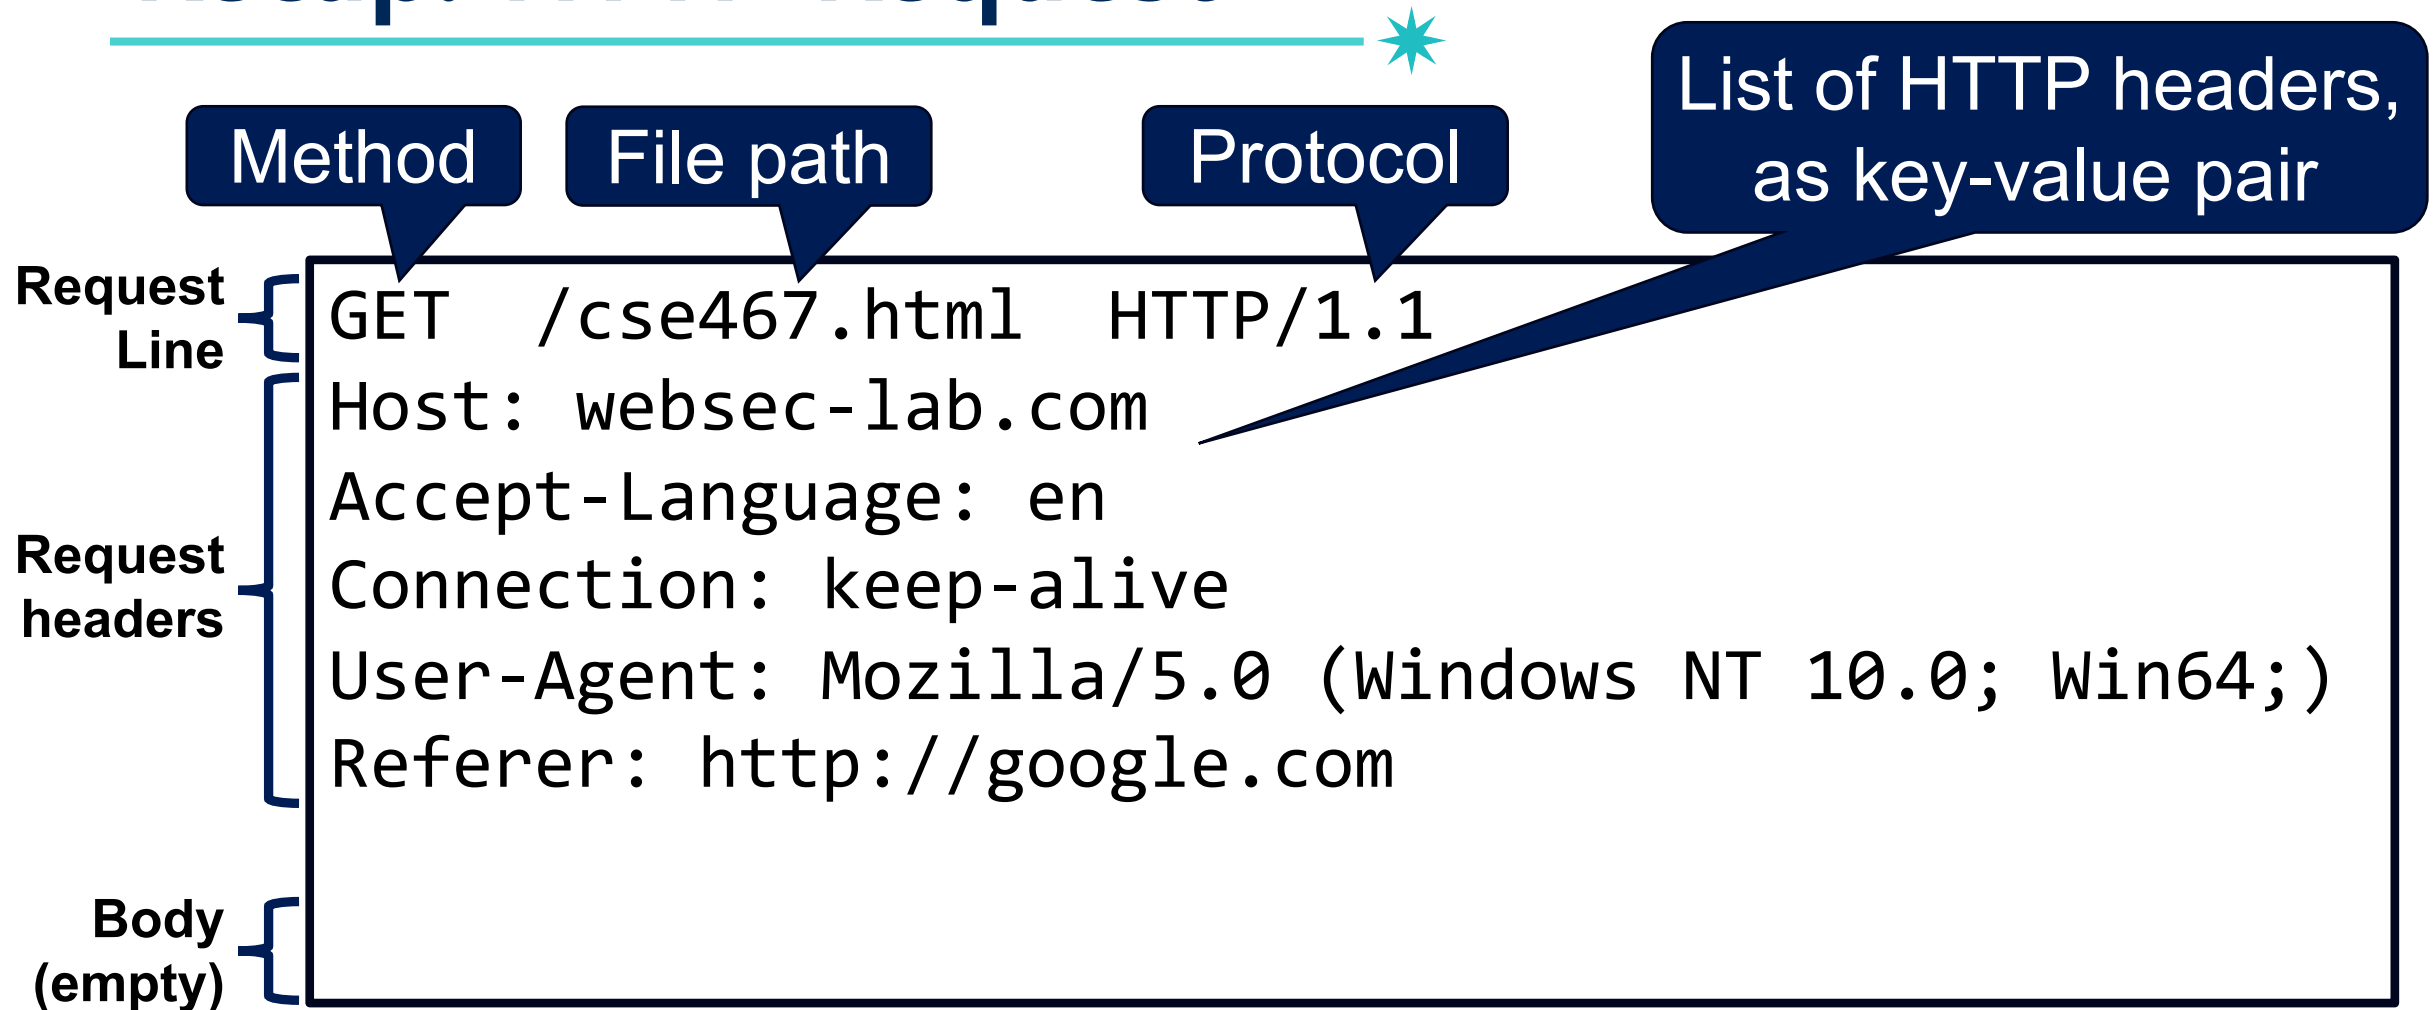 Method
File path
Protocol
List of HTTP headers,
as key-value pair
Request
Line
GET /cse467.html HTTP/1.1
Host: websec-lab.com
Accept-Language: en
Connection: keep-alive
User-Agent: Mozilla/5.0 (Windows NT 10.0; Win64;)
Referer: http://google.com
Request
headers
Body
(empty)